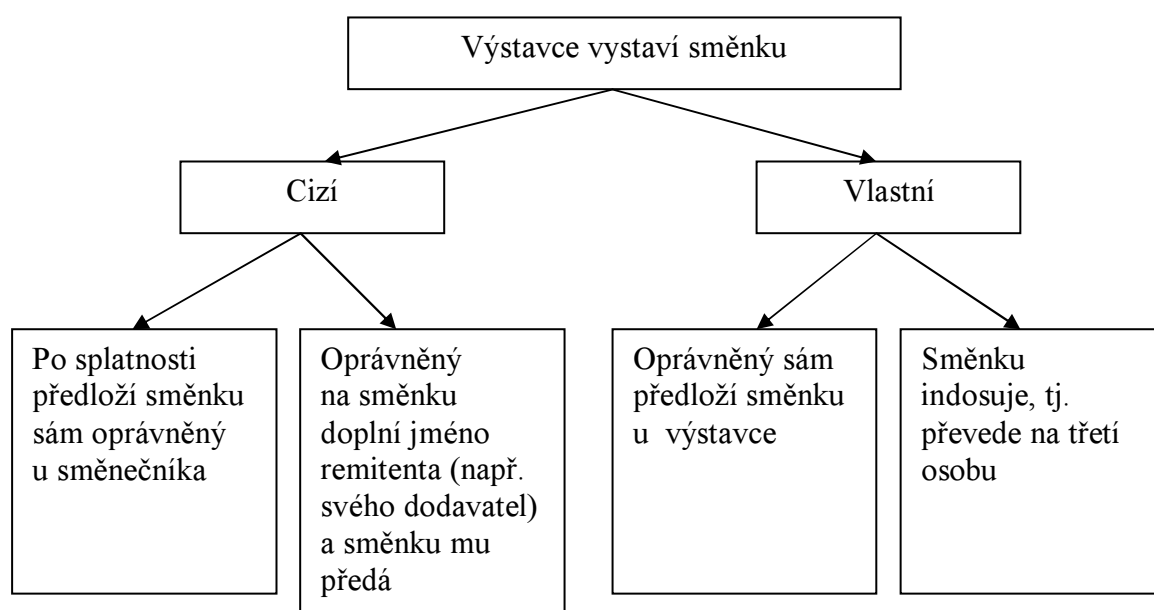 Výstavce vystaví směnku
Cizí
Vlastní
Po splatnosti
předloží směnku
sám oprávněný
u směnečníka
Oprávněný
na směnku
doplní jméno
remitenta (např.
svého dodavatel)
a směnku mu
předá
Oprávněný sám
předloží směnku
u výstavce
Směnku
indosuje, tj.
převede na třetí
osobu